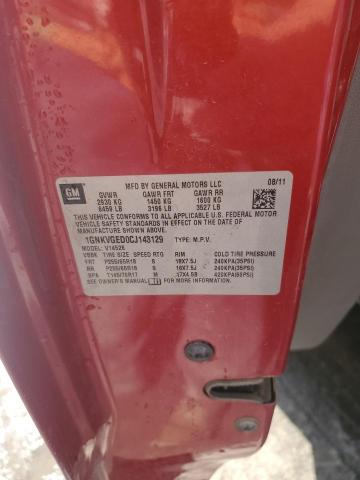 GM
MFD BY GENERAL MOTORS LLC
08/11
GVWR GAWR FRT GAWR RR
2930 KG 1450 KG 1600 KG
6459 LB 3196 LB 3527 LB
THIS VEHICLE CONFORMS TO ALL APPLICABLE U.S. FEDERAL MOTOR
VEHICLE SAFETY STANDARDS IN EFFECT ON THE DATE OF
MANUFACTURE SHOWN ABOVE.
1GNKVGED0CJ143129 TYPE: M.P.V.
V14526
TIRE SIZE SPEED RTG RIM COLD TIRE PRESSURE
FRT P255/65R18 S 18X7.5J 240KPA(35PSI)
RR P255/65R18 S 18X7.5J 240KPA(35PSI)
SPA T145/70R17 M 17X4.5B 420KPA(60PSI)
SEE OWNER'S MANUAL FOR MORE INFORMATION.